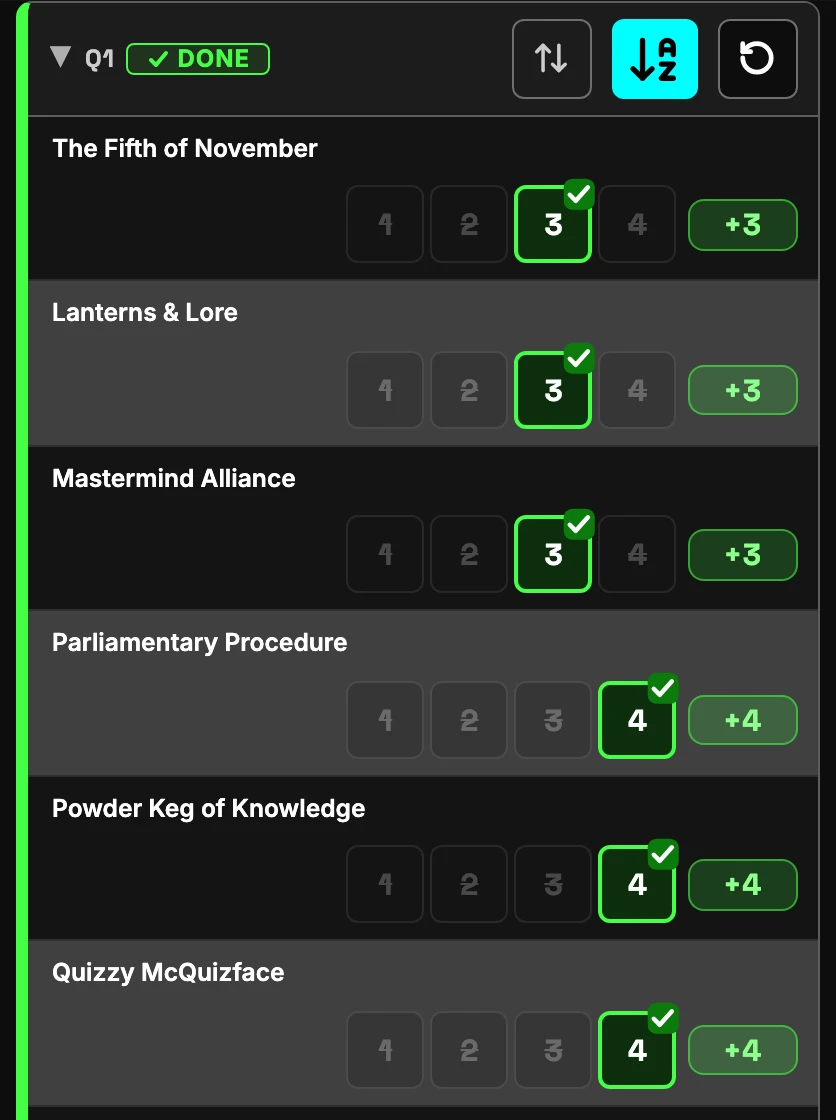 Q1 DONE A Z
The Fifth of November
1 2 3 4 +3
Lanterns & Lore
1 2 3 4 +3
Mastermind Alliance
1 2 3 4 +3
Parliamentary Procedure
1 2 3 4 +4
Powder Keg of Knowledge
1 2 3 4 +4
Quizzy McQuizface
1 2 3 4 +4